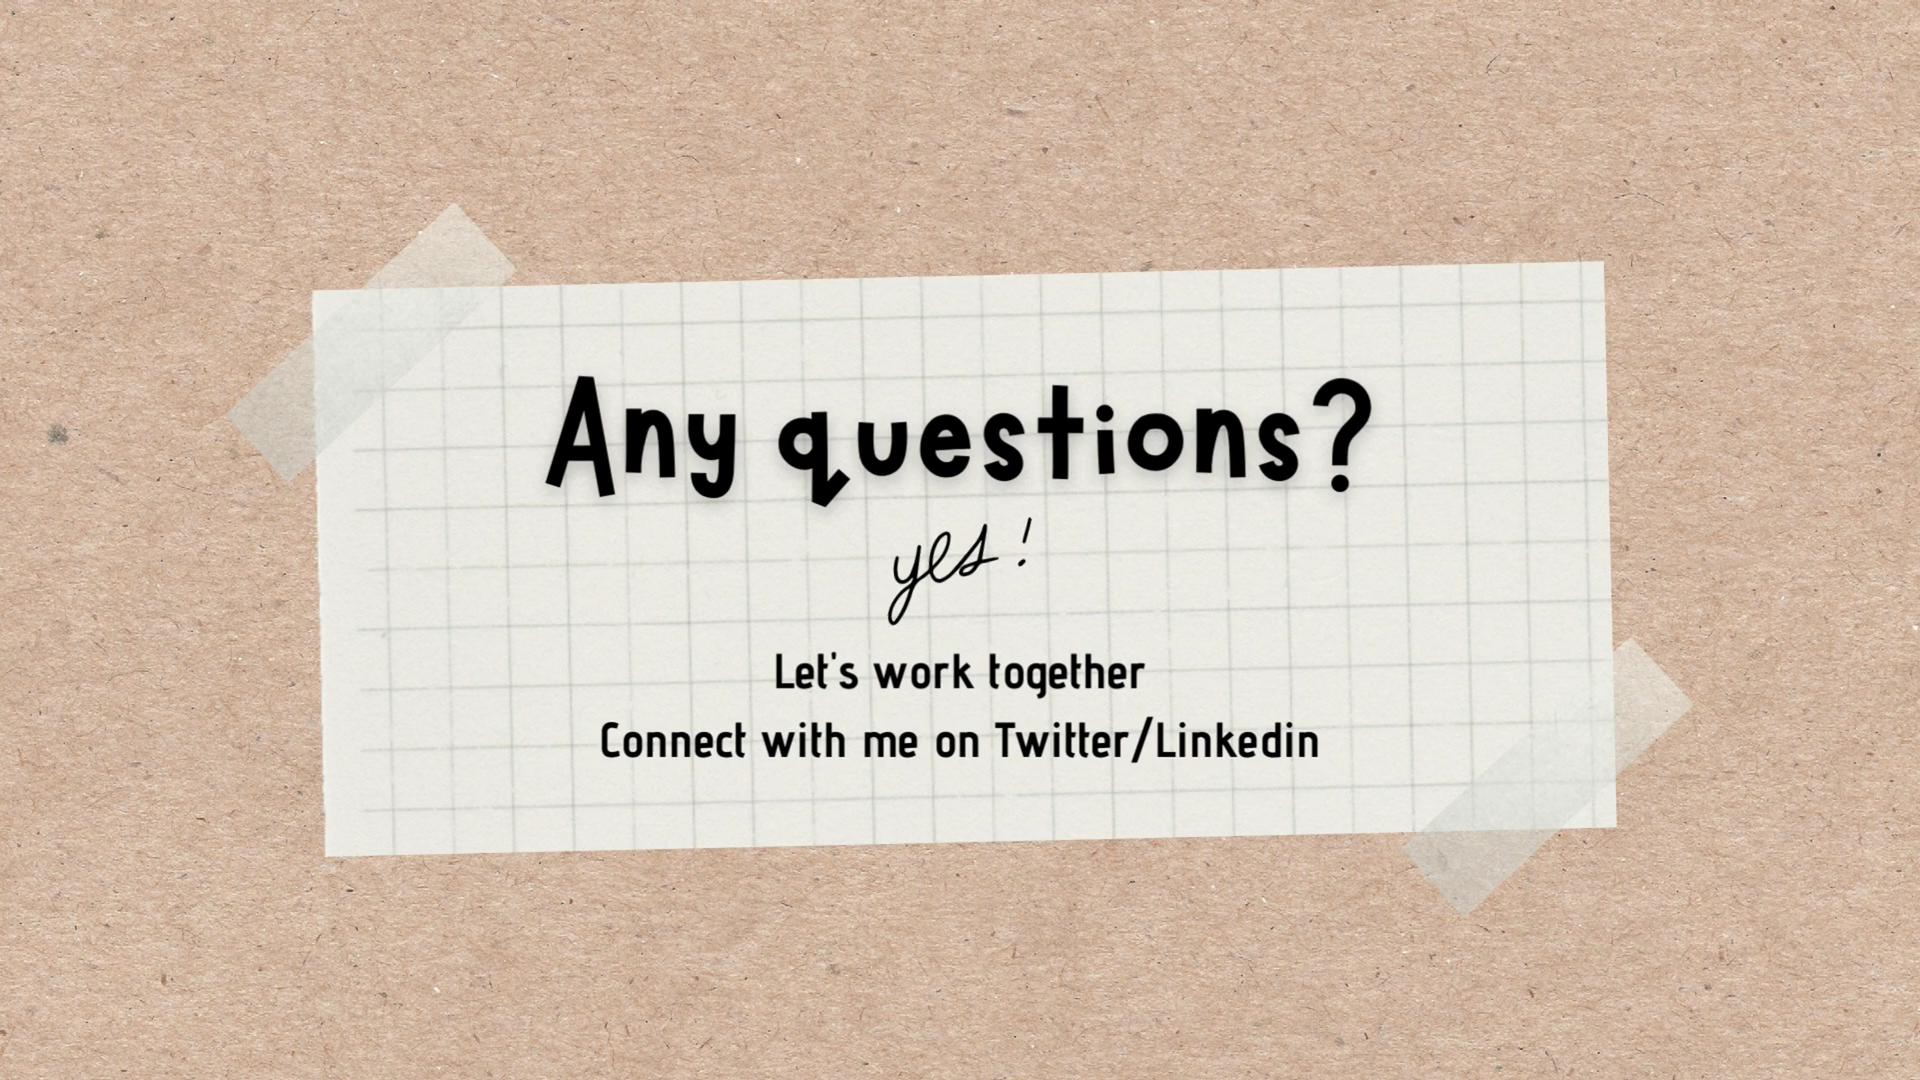 Any questions?
yes!
Let's work together
Connect with me on Twitter/Linkedin